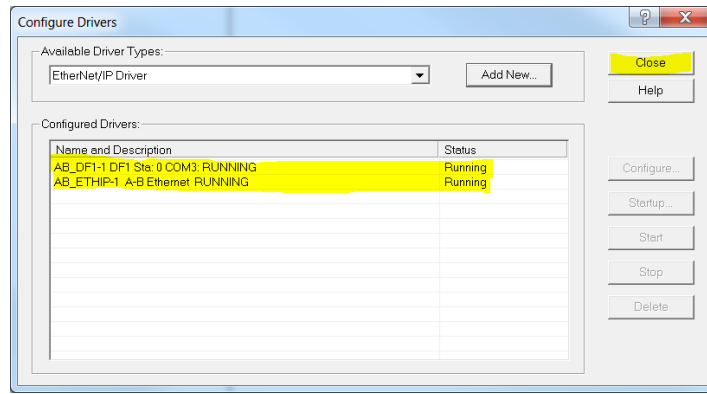 Configure Drivers
Available Driver Types:
EtherNet/IP Driver
Add New...
Close
Help
Configured Drivers:
Name and Description Status
AB_DF1-1 DF1 Sta: 0 COM3: RUNNING Running
AB_ETHIP-1 A-B Ethernet RUNNING Running
Configure...
Startup...
Start
Stop
Delete